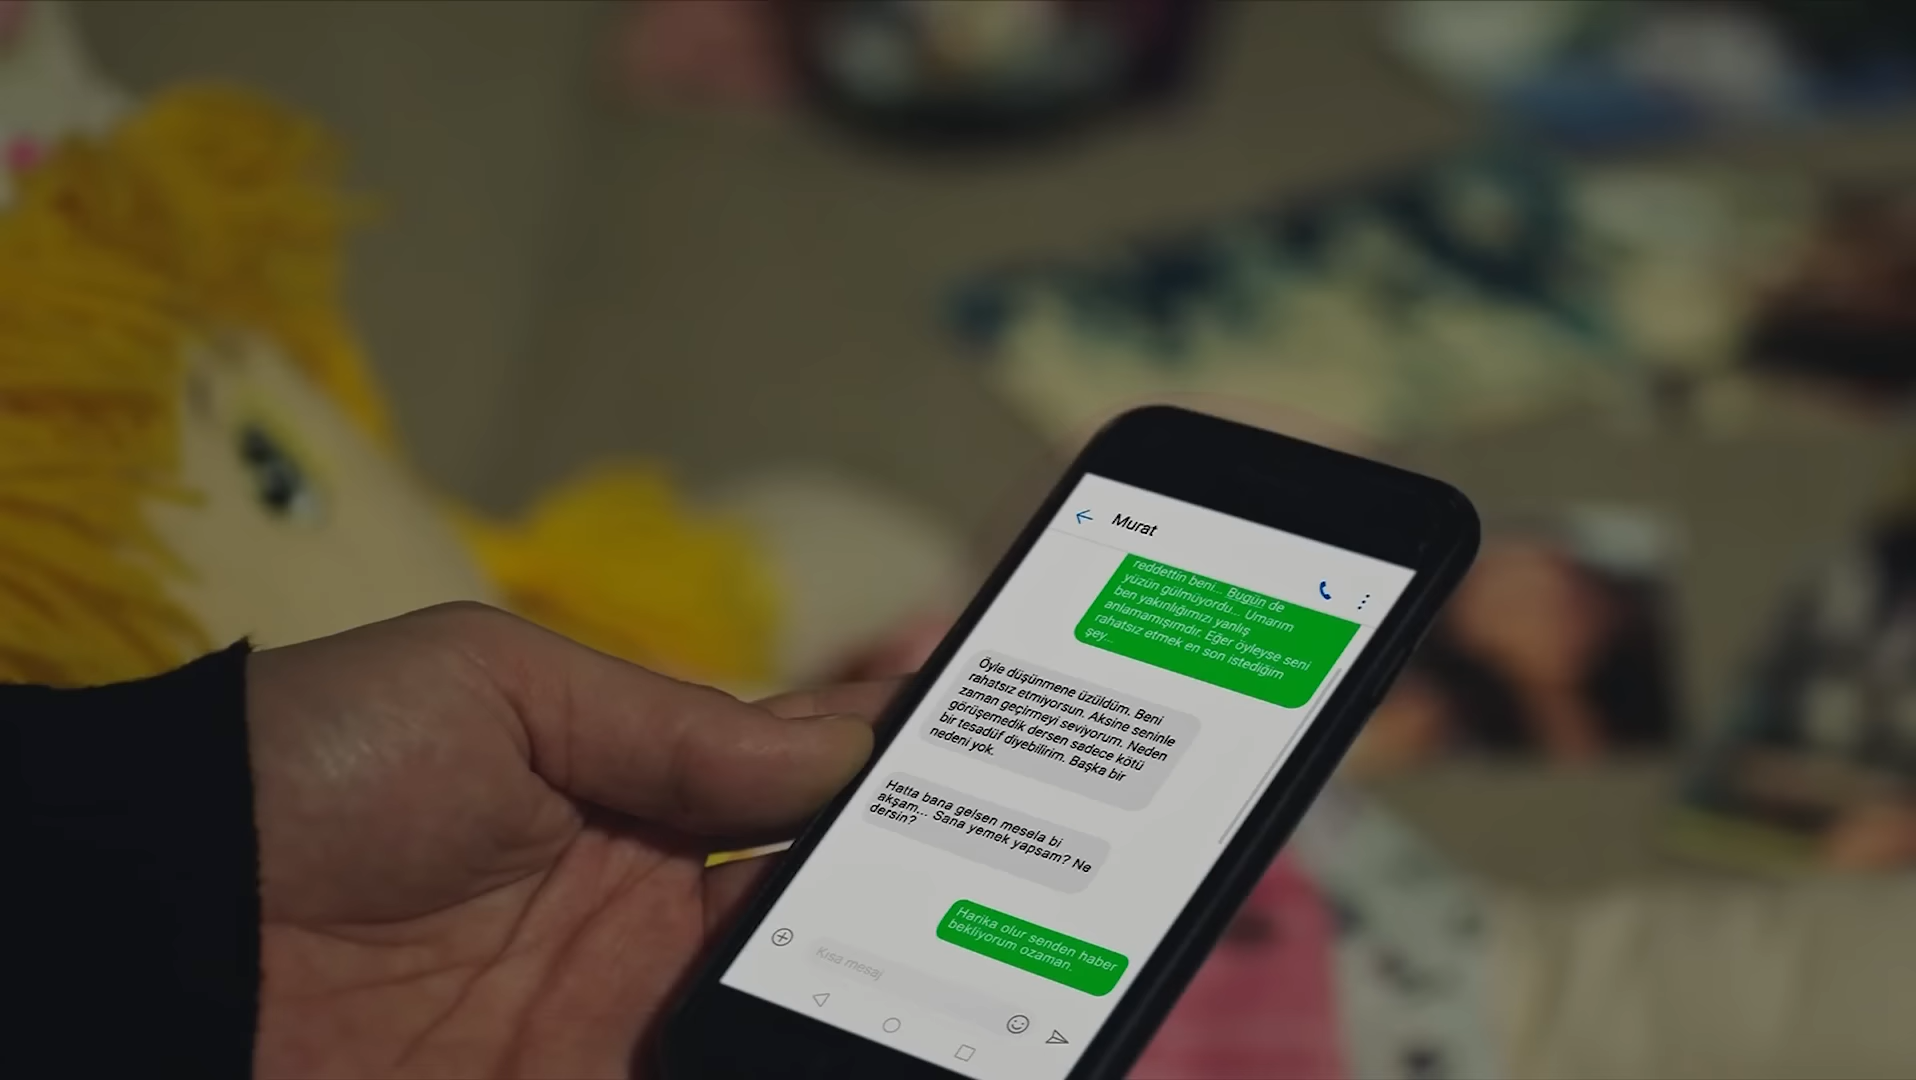 Murat
reddettin beni... Bugün de
yüzün gülmüyordu... Umarım
ben yakınlığımızı yanlış
anlamamışımdır. Eğer öyleyse seni
rahatsız etmek en son istediğim
şey...
Öyle düşünmene üzüldüm. Beni
rahatsız etmiyorsun. Aksine seninle
zaman geçirmeyi seviyorum. Neden
görüşemedik dersen sadece kötü
bir tesadüf diyebilirim. Başka bir
nedeni yok.
Hatta bana gelsen mesela bi
akşam... Sana yemek yapsam? Ne
dersin?
Harika olur senden haber
bekliyorum ozaman.
Kısa mesaj